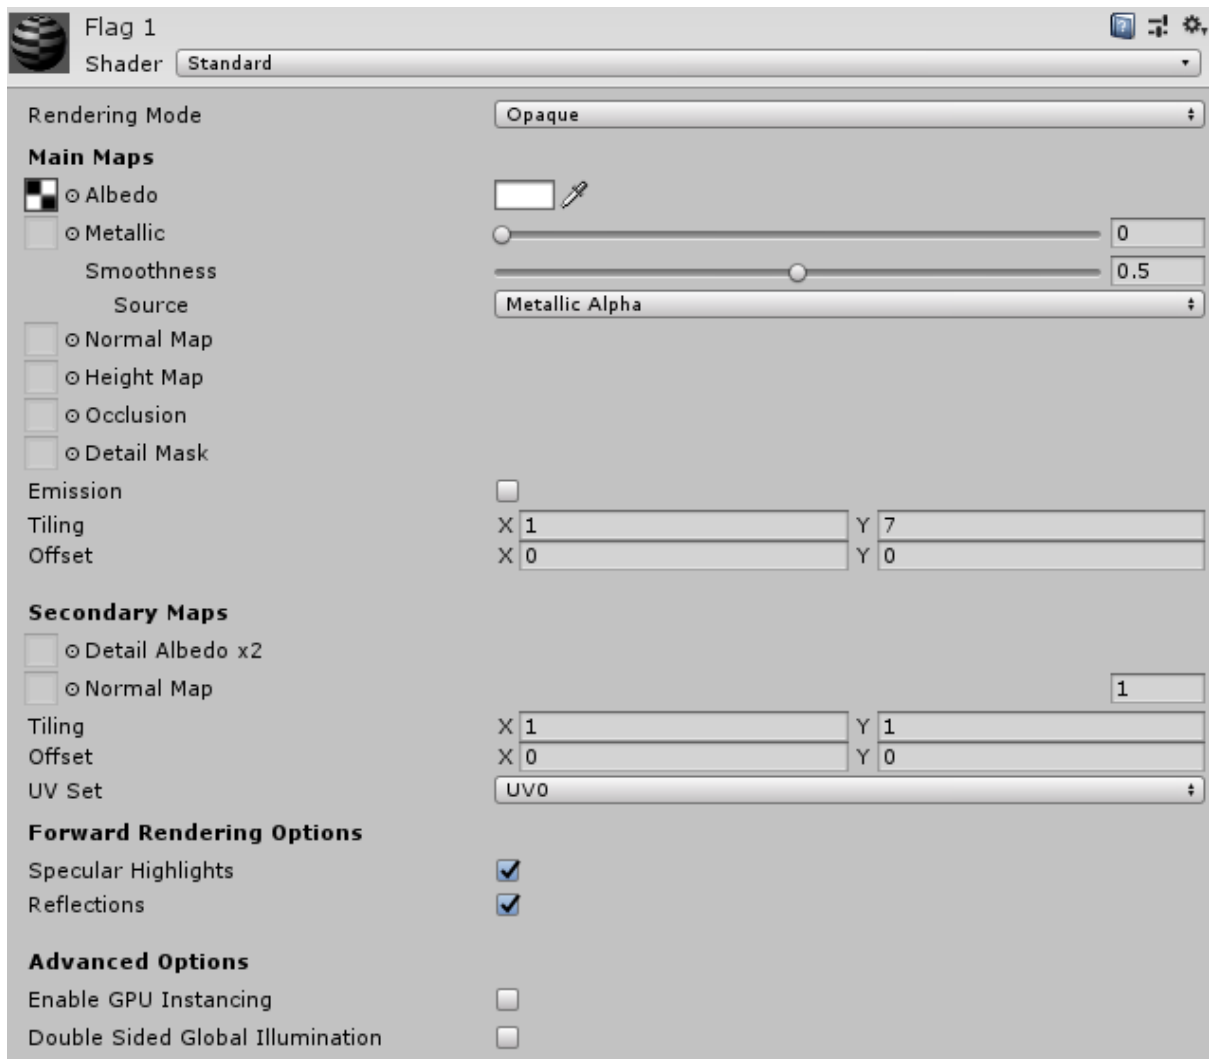 Flag 1
Shader Standard
Rendering Mode Opaque
Main Maps
Albedo
Metallic 0
Smoothness 0.5
Source Metallic Alpha
Normal Map
Height Map
Occlusion
Detail Mask
Emission
Tiling X 1 Y 7
Offset X 0 Y 0
Secondary Maps
Detail Albedo x2
Normal Map 1
Tiling X 1 Y 1
Offset X 0 Y 0
UV Set UV0
Forward Rendering Options
Specular Highlights
Reflections
Advanced Options
Enable GPU Instancing
Double Sided Global Illumination